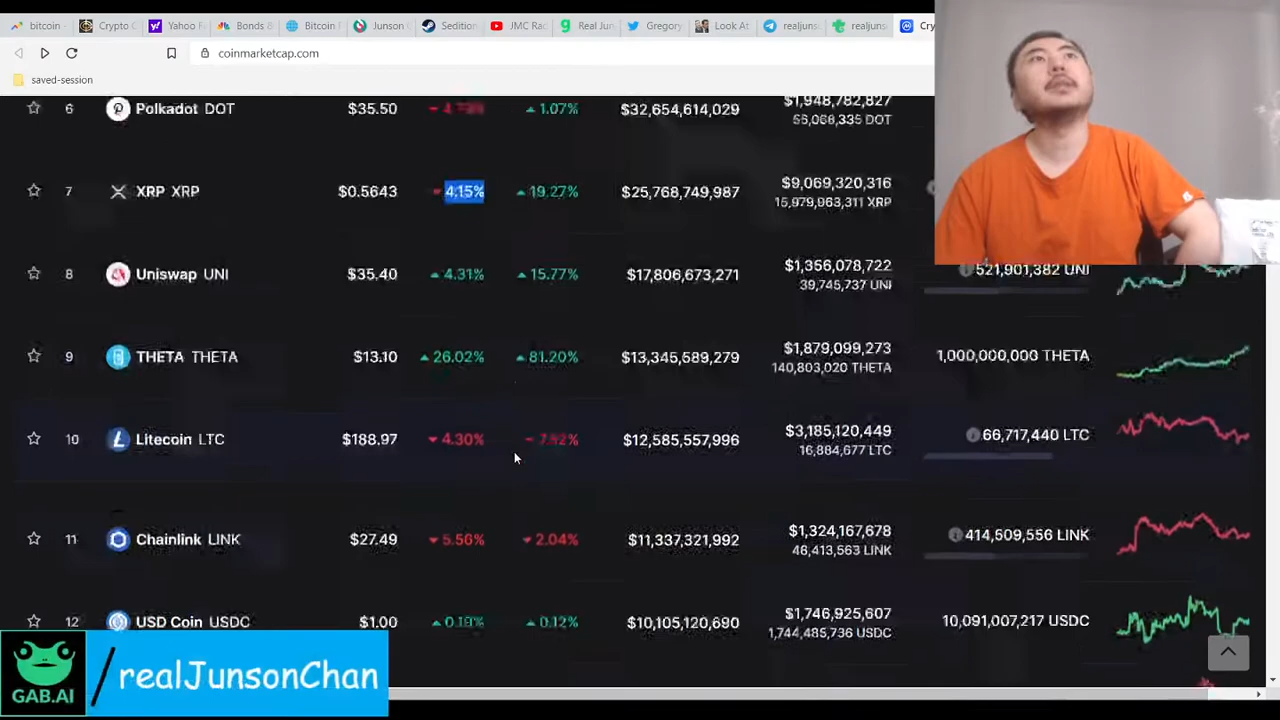 bitcoin
Crypto C
Yahoo F
Bonds 8
Bitcoin F
Junson C
Sedition
JMC Rac
Real Jun
Gregory
Look At
realjuns
realjuns
Cry
coinmarketcap.com
saved-session
6 Polkadot DOT $35.50 1.07% $32,654,614,029 $1,948,782,827
55,068,335 DOT
7 XRP XRP $0.5643 4.15% 19.27% $25,768,749,987 $9,069,320,316
15,979,963,311 XRP
8 Uniswap UNI $35.40 4.31% 15.77% $17,806,673,271 $1,356,078,722 521,901,382 UNI
39,745,737 UNI
9 THETA THETA $13.10 26.02% 81.20% $13,345,589,279 $1,879,099,273 1,000,000,000 THETA
140,803,020 THETA
10 Litecoin LTC $188.97 4.30% $12,585,557,996 $3,185,120,449 66,717,440 LTC
16,884,677 LTC
11 Chainlink LINK $27.49 5.56% 2.04% $11,337,321,992 $1,324,167,678 414,509,556 LINK
48,413,563 LINK
12 USD Coin USDC $1.00 0.19% 0.12% $10,105,120,690 $1,746,925,607 10,091,007,217 USDC
1,744,485,736 USDC
GAB.AI
/realJunsonChan